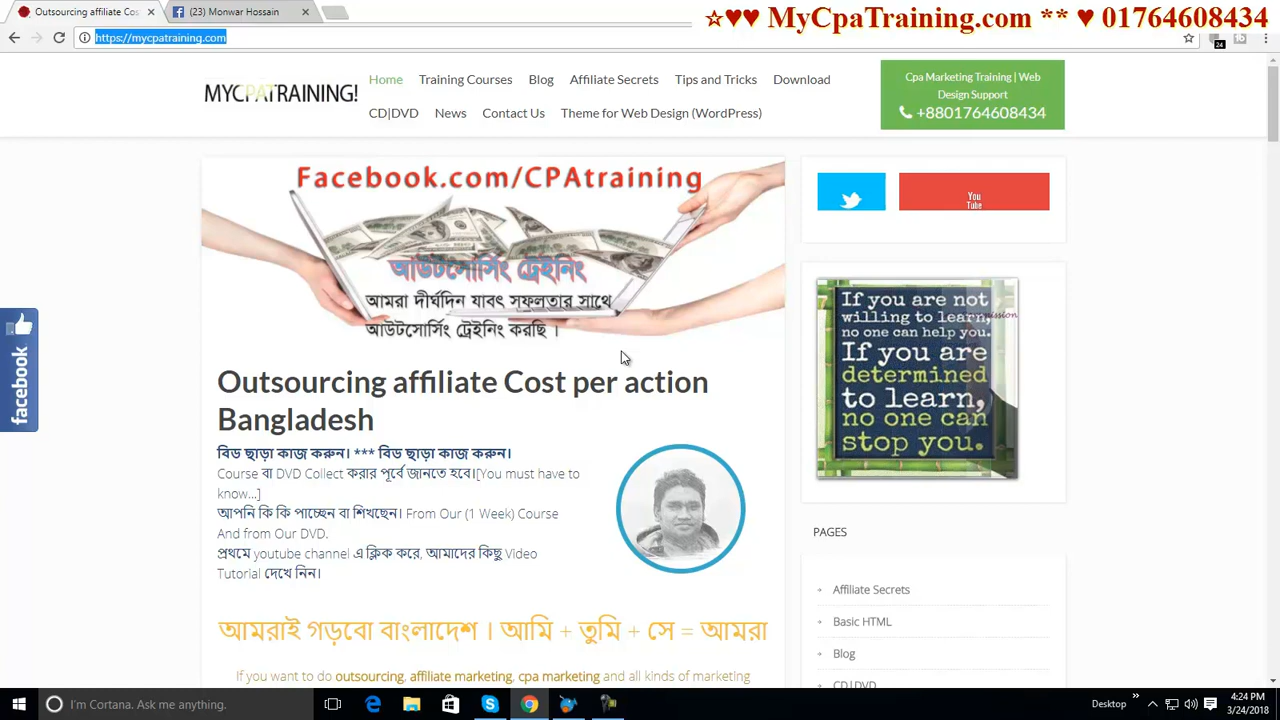 Outsourcing affiliate Cos
(23) Monwar Hossain
☆♥♥ MyCpaTraining.com ** ♥ 01764608434
https://mycpatraining.com
24
MYCPATRAINING!
Home Training Courses Blog Affiliate Secrets Tips and Tricks Download
CD|DVD News Contact Us Theme for Web Design (WordPress)
Cpa Marketing Training | Web
Design Support
+8801764608434
Facebook.com/CPAtraining
আউটসোর্সিং ট্রেইনিং
আমরা দীর্ঘদিন যাবৎ সফলতার সাথে
আউটসোর্সিং ট্রেইনিং করছি ।
You
Tube
If you are not
willing to learn,
no one can help you.
If you are
determined
to learn,
no one can
stop you.
facebook
Outsourcing affiliate Cost per action
Bangladesh
বিড ছাড়া কাজ করুন। *** বিড ছাড়া কাজ করুন।
Course বা DVD Collect করার পূর্বে জানতে হবে।[You must have to
know...]
আপনি কি কি পাচ্ছেন বা শিখছেন। From Our (1 Week) Course
And from Our DVD.
প্রথমে youtube channel এ ক্লিক করে, আমাদের কিছু Video
Tutorial দেখে নিন।
আমরাই গড়বো বাংলাদেশ । আমি + তুমি + সে = আমরা
If you want to do outsourcing, affiliate marketing, cpa marketing and all kinds of marketing
PAGES
Affiliate Secrets
Basic HTML
Blog
CD|DVD
I'm Cortana. Ask me anything.
Desktop
4:24 PM
3/24/2018